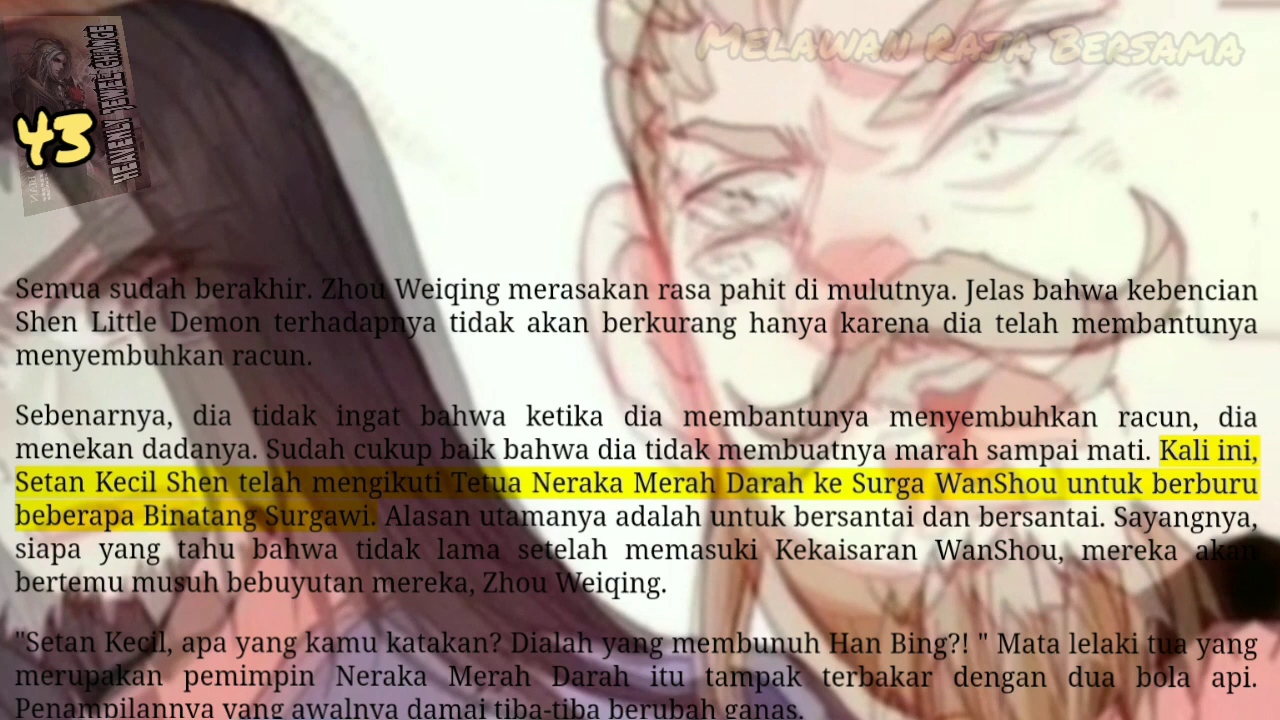 Melawan Raja Bersama
HEAVENLY JEWEL CHANGE
43
Semua sudah berakhir. Zhou Weiqing merasakan rasa pahit di mulutnya. Jelas bahwa kebencian
Shen Little Demon terhadapnya tidak akan berkurang hanya karena dia telah membantunya
menyembuhkan racun.
Sebenarnya, dia tidak ingat bahwa ketika dia membantunya menyembuhkan racun, dia
menekan dadanya. Sudah cukup baik bahwa dia tidak membuatnya marah sampai mati. Kali ini,
Setan Kecil Shen telah mengikuti Tetua Neraka Merah Darah ke Surga WanShou untuk berburu
beberapa Binatang Surgawi. Alasan utamanya adalah untuk bersantai dan bersantai. Sayangnya,
siapa yang tahu bahwa tidak lama setelah memasuki Kekaisaran WanShou, mereka akan
bertemu musuh bebuyutan mereka, Zhou Weiqing.
"Setan Kecil, apa yang kamu katakan? Dialah yang membunuh Han Bing?! " Mata lelaki tua yang
merupakan pemimpin Neraka Merah Darah itu tampak terbakar dengan dua bola api.
Penampilannya yang awalnya damai tiba-tiba berubah ganas.